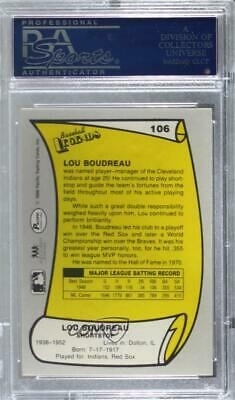 PROFESSIONAL
PSA
Sports
AUTHENTICATOR
A
DIVISION OF
COLLECTORS
UNIVERSE
NASDAQ: CLCT
106
Baseball
LEGENDS
LOU BOUDREAU
was named player-manager of the Cleveland
Indians at age 25! He continued to play short-
stop and guide the team's fortunes from the field
throughout most of his active
days.
While such a great double responsibility
weighed heavily upon him, Lou continued to
perform brilliantly.
In 1948, Boudreau led his club to a playoff
win over the Red Sox and later a World
Championship win over the Braves. It was his
greatest year, too, for he hit .355
to win league MVP honors.
He was named to the Hall of Fame in 1970.
MAJOR LEAGUE BATTING RECORD
Best Season
1948
ML Corns
LOU BOUDREAU
SHORTSTOP
1938-1952
Lives in: Dolton, IL
Born: 7-17-1917
Played for: Indians, Red Sox